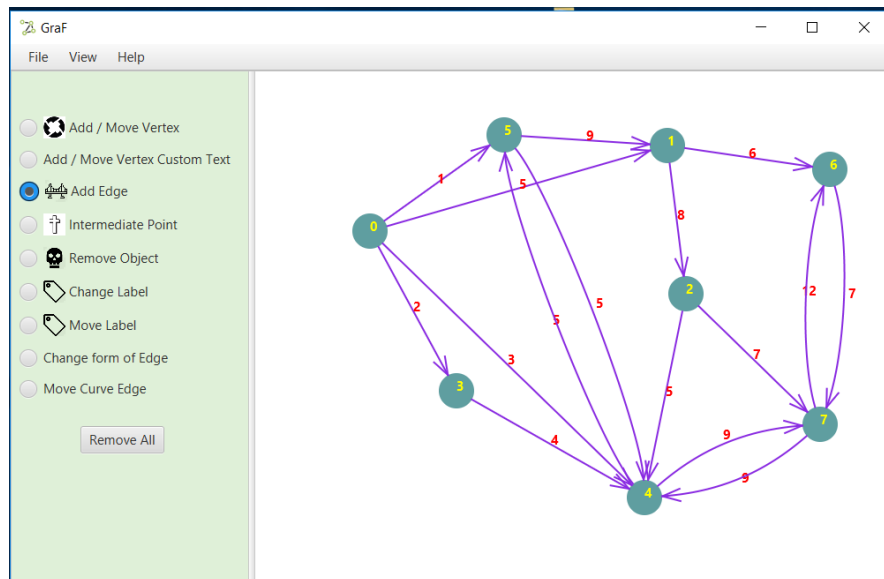 GraF
File View Help
Add / Move Vertex
Add / Move Vertex Custom Text
Add Edge
Intermediate Point
Remove Object
Change Label
Move Label
Change form of Edge
Move Curve Edge
Remove All
5
9
1
6
6
1
5
0
8
2
2
12
7
5
5
3
7
3
5
4
9
7
9
4